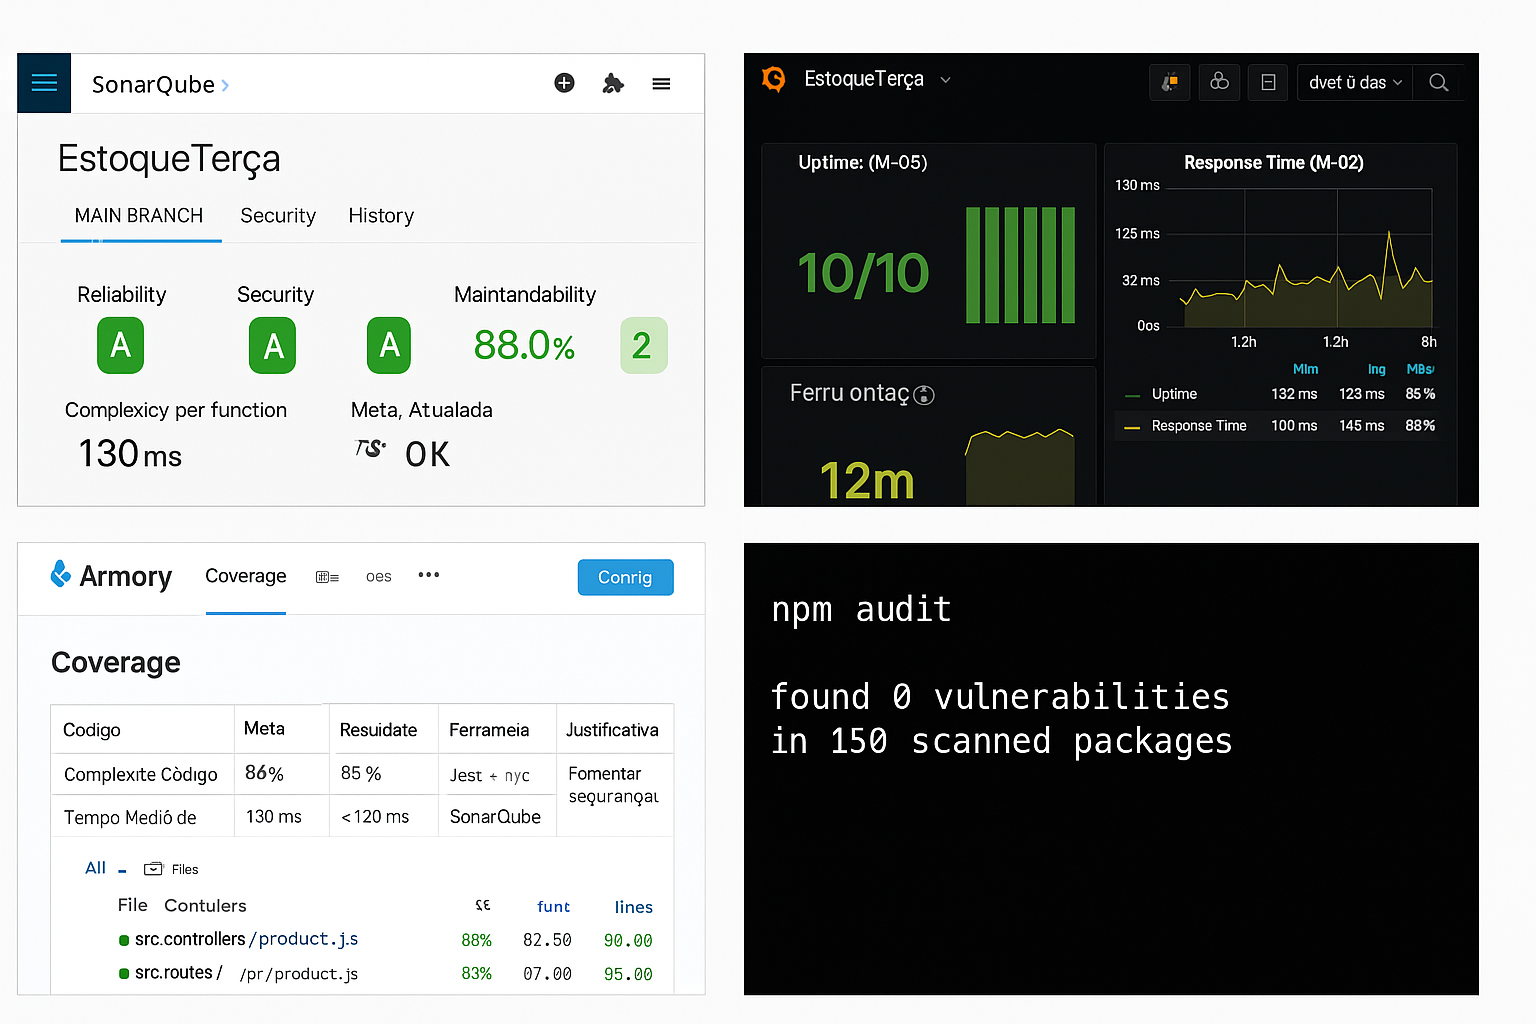 SonarQube
EstoqueTerça
MAIN BRANCH Security History
Reliability Security Maintandability
A A A 88.0% 2
Complexicy per function Meta, Atualada
130 ms OK
EstoqueTerça
dvet ŭ das
Uptime: (M-05)
10/10
Response Time (M-02)
130 ms
125 ms
32 ms
0os
1.2h 1.2h 8h
Mlm Ing MBs/
Uptime 132 ms 123 ms 85%
Response Time 100 ms 145 ms 88%
Ferru ontaç
12m
Armory Coverage oes ••• Conrig
Coverage
Codigo Meta Resuidate Ferrameia Justificativa
Complexite Còdıgo 86% 85 % Jest + nyc Fomentar
segurançaı
Tempo Medió de 130 ms <120 ms SonarQube
All - Files
File Contulers funt lines
src.controllers/product.js 88% 82.50 90.00
src.routes/ /pr/product.js 83% 07.00 95.00
npm audit
found 0 vulnerabilities
in 150 scanned packages